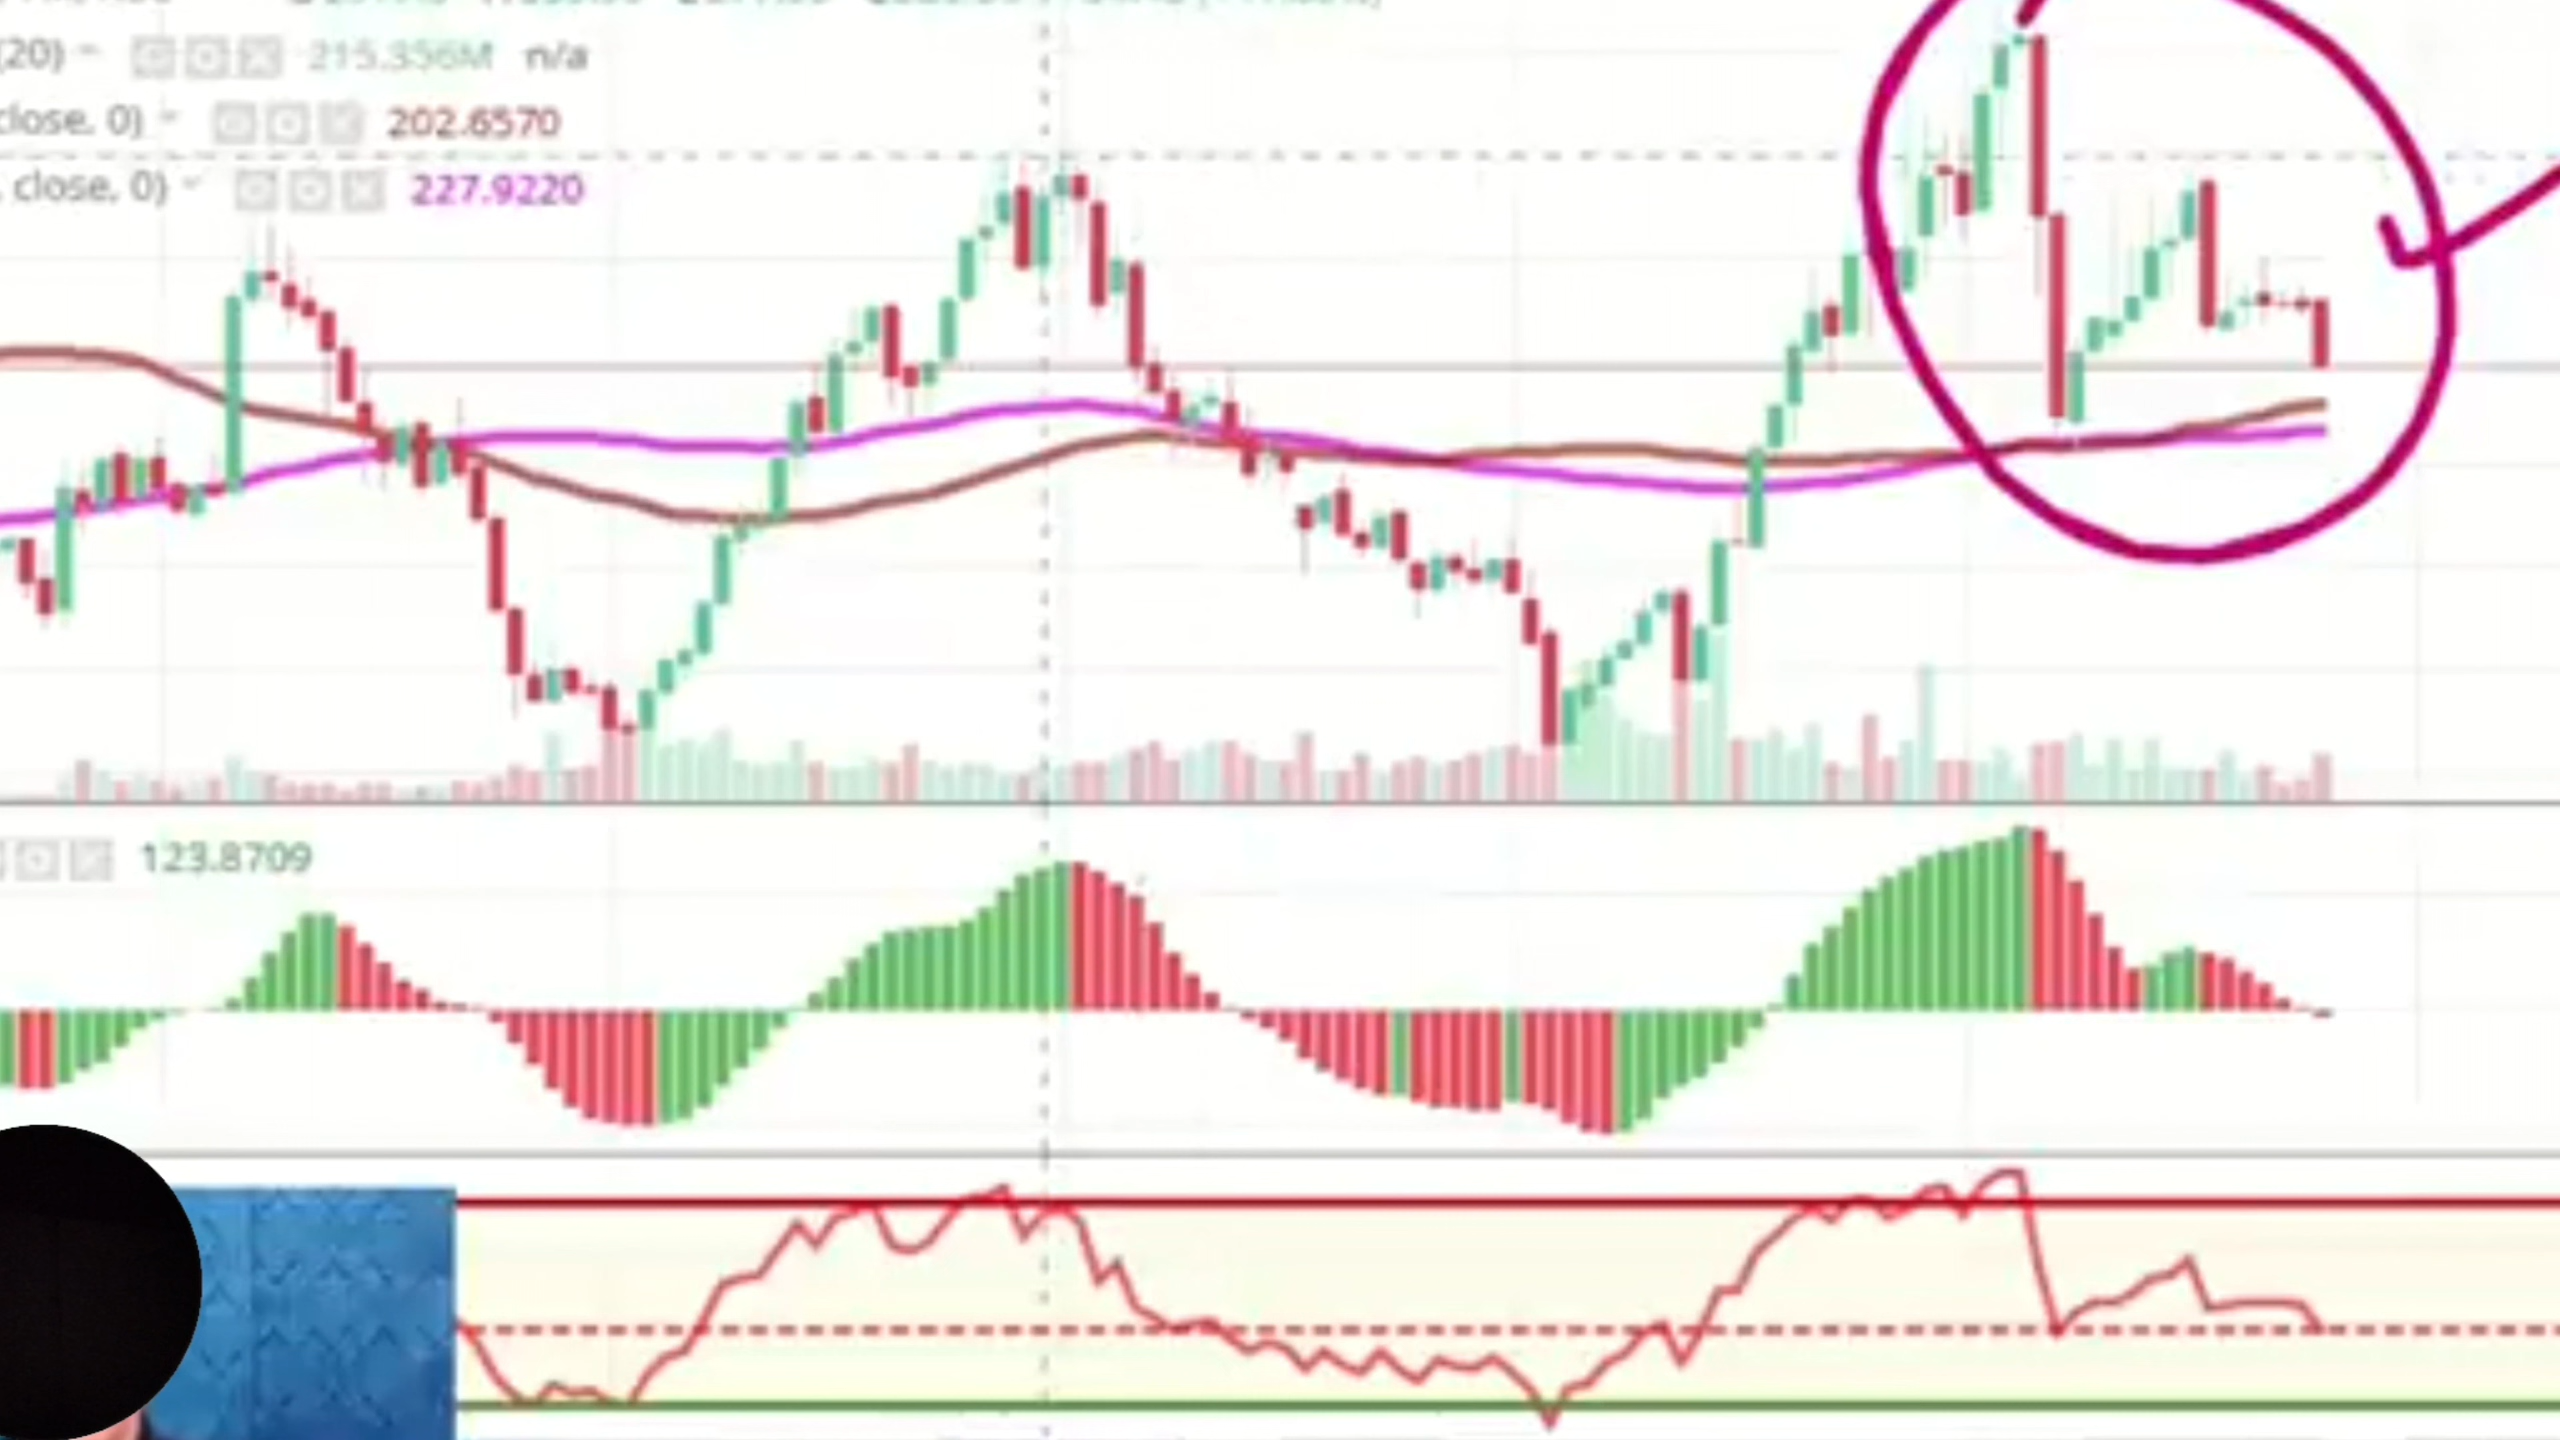 (20) 215.356M n/a
close, 0) 202.6570
, close, 0) 227.9220
123.8709